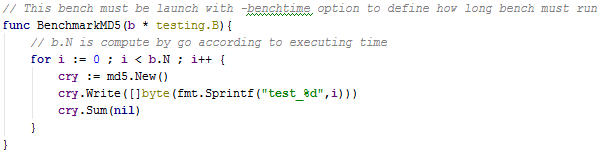 // This bench must be launch with -benchtime option to define how long bench must run
func BenchmarkMD5(b * testing.B){
    // b.N is compute by go according to executing time
    for i := 0 ; i < b.N ; i++ {
        cry := md5.New()
        cry.Write([]byte(fmt.Sprintf("test_%d",i)))
        cry.Sum(nil)
    }
}